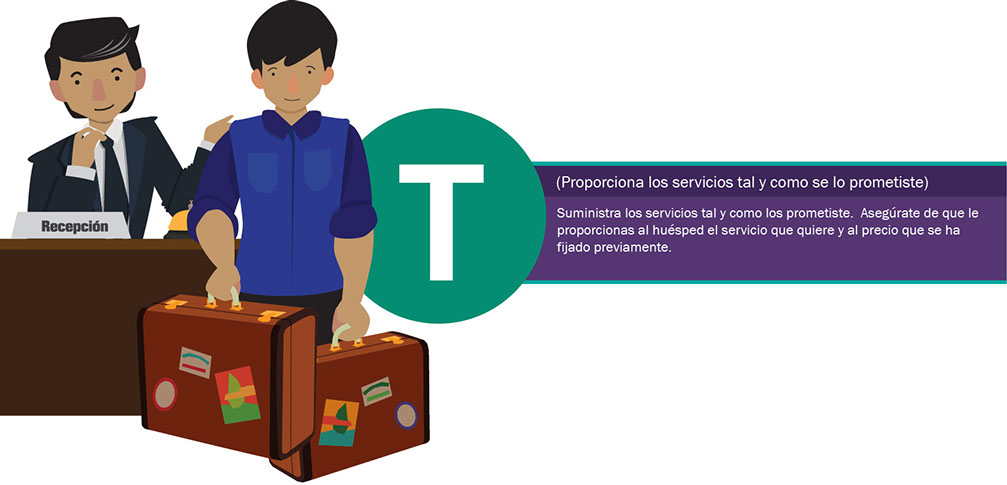 Recepción
T
(Proporciona los servicios tal y como se lo prometiste)
Suministra los servicios tal y como los prometiste.  Asegúrate de que le
proporcionas al huésped el servicio que quiere y al precio que se ha
fijado previamente.